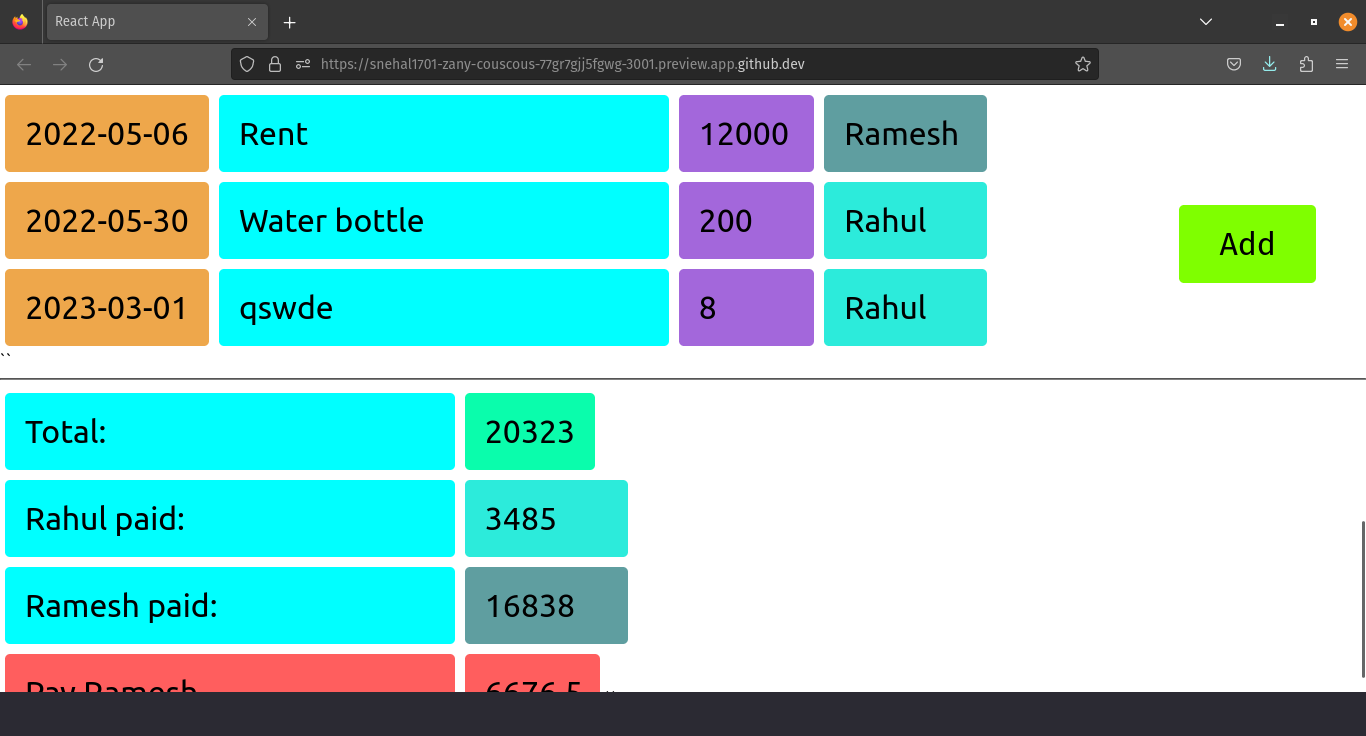 React App
https://snehal1701-zany-couscous-77gr7gjj5fgwg-3001.preview.app.github.dev
2022-05-06 Rent 12000 Ramesh
2022-05-30 Water bottle 200 Rahul
Add
2023-03-01 qswde 8 Rahul
``
Total: 20323
Rahul paid: 3485
Ramesh paid: 16838
Pay Ramesh 6676.5